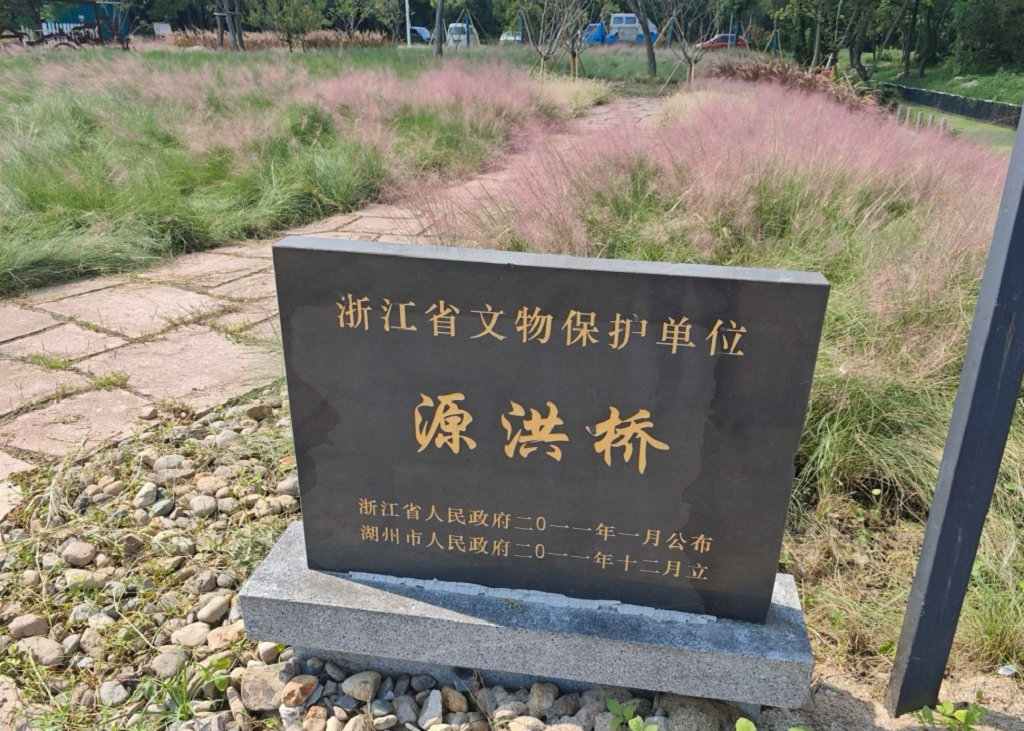 浙江省文物保护单位
源洪桥
浙江省人民政府二0一一年一月公布
湖州市人民政府二0一一年十二月立